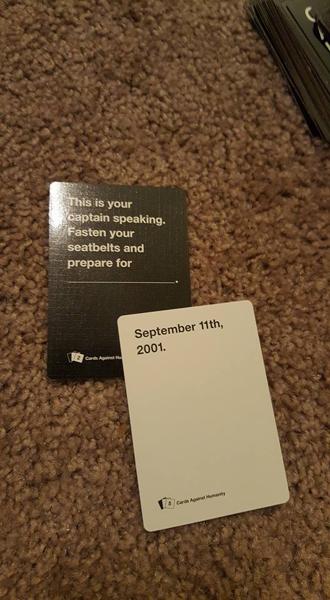 This is your
captain speaking.
Fasten your
seatbelts and
prepare for
____________________.
Cards Against
September 11th,
2001.
Cards Against Humanity